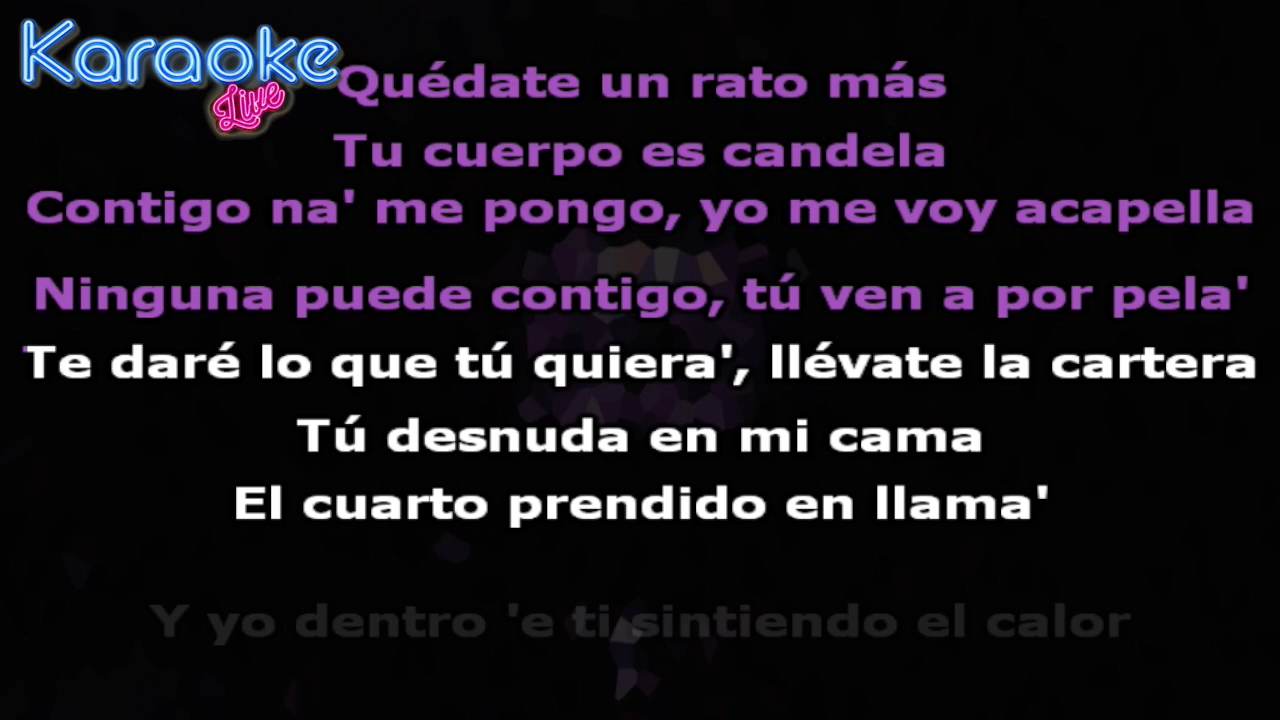 Karaoke
Live
Quédate un rato más
Tu cuerpo es candela
Contigo na' me pongo, yo me voy acapella
Ninguna puede contigo, tú ven a por pela'
Te daré lo que tú quiera', llévate la cartera
Tú desnuda en mi cama
El cuarto prendido en llama'
Y yo dentro 'e ti sintiendo el calor